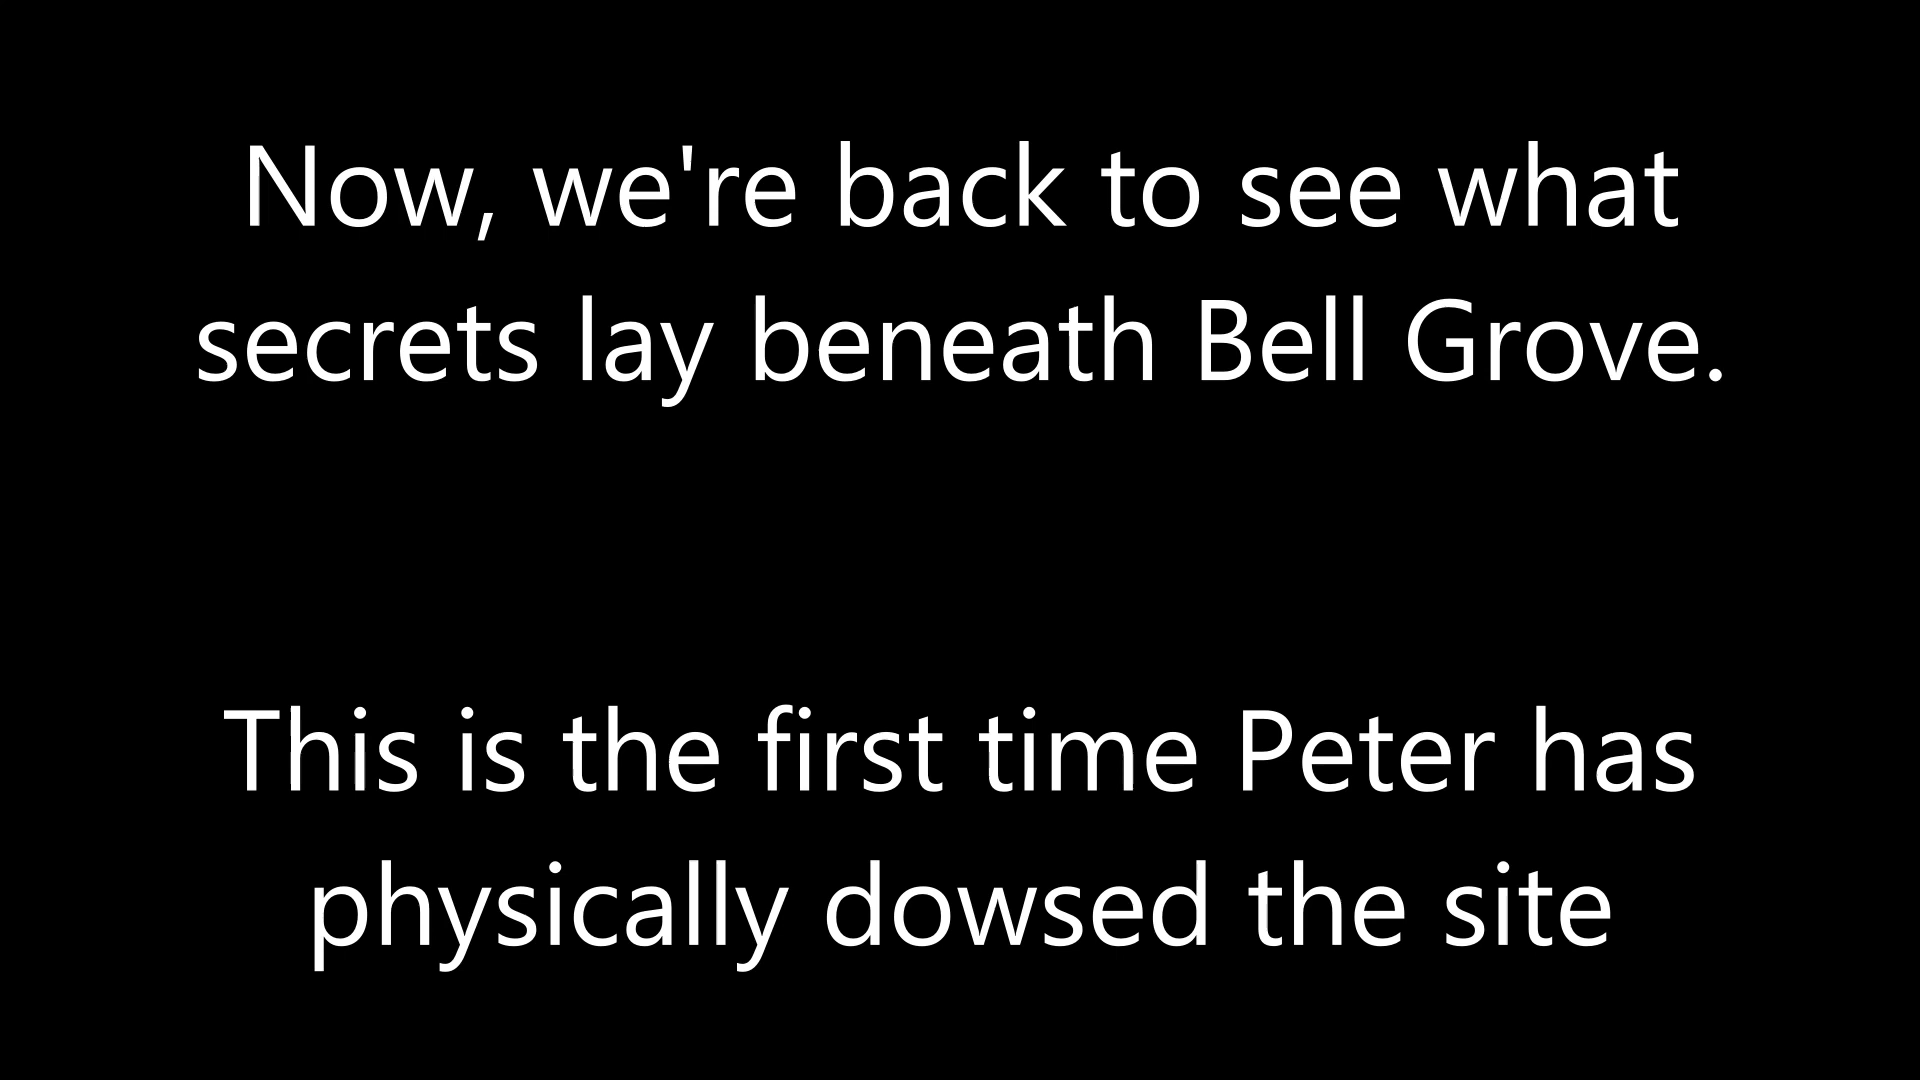 Now, we're back to see what
secrets lay beneath Bell Grove.
This is the first time Peter has
physically dowsed the site